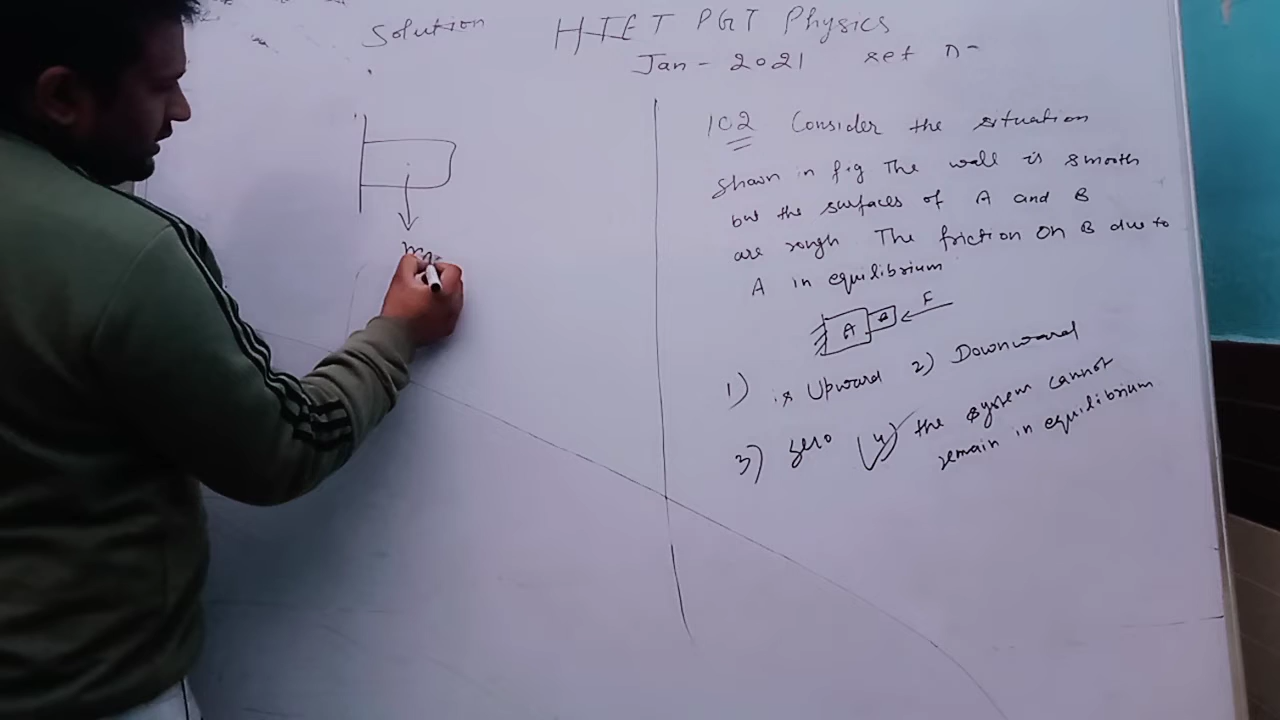 Solution
HTET PGT Physics
Jan - 2021 set D-
102 Consider the situation
shown in fig The wall is smooth
but the surfaces of A and B
are rough The friction on B due to
A in equilibrium
A B F
1) is Upward 2) Downward
3) zero (4) the system cannot
remain in equilibrium